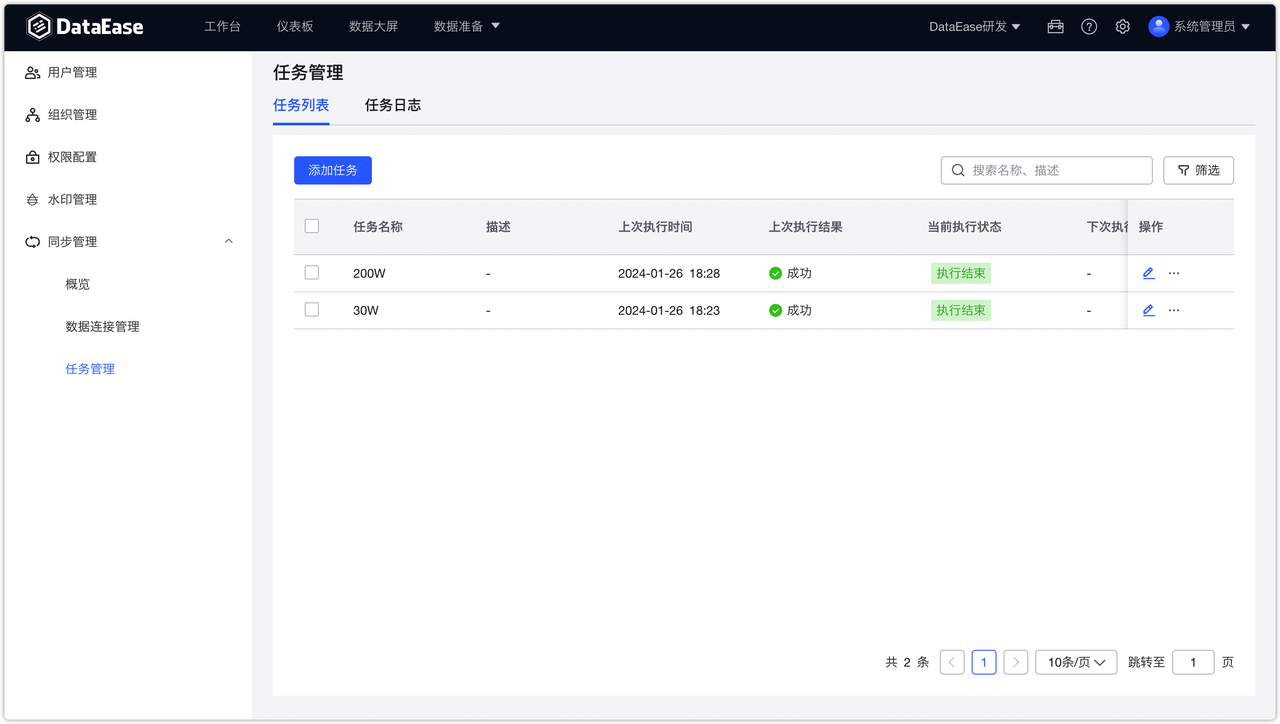 DataEase 工作台 仪表板 数据大屏 数据准备 DataEase研发 系统管理员
用户管理
组织管理
权限配置
水印管理
同步管理
概览
数据连接管理
任务管理
任务管理
任务列表 任务日志
添加任务 搜索名称、描述 筛选
任务名称 描述 上次执行时间 上次执行结果 当前执行状态 下次执行 操作
200W - 2024-01-26 18:28 成功 执行结束 - ...
30W - 2024-01-26 18:23 成功 执行结束 - ...
共 2 条 < 1 > 10条/页 跳转至 1 页